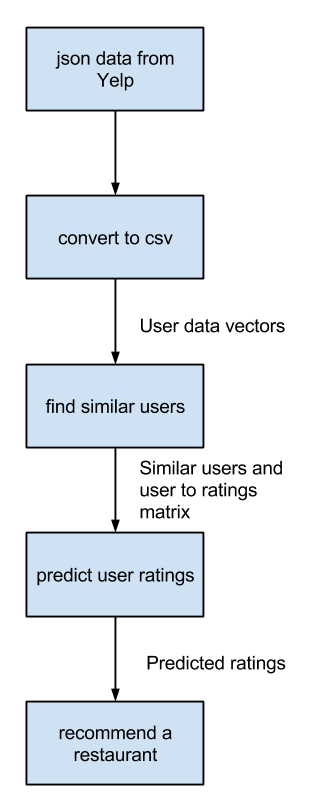 json data from
Yelp
convert to csv
User data vectors
find similar users
Similar users and
user to ratings
matrix
predict user ratings
Predicted ratings
recommend a
restaurant